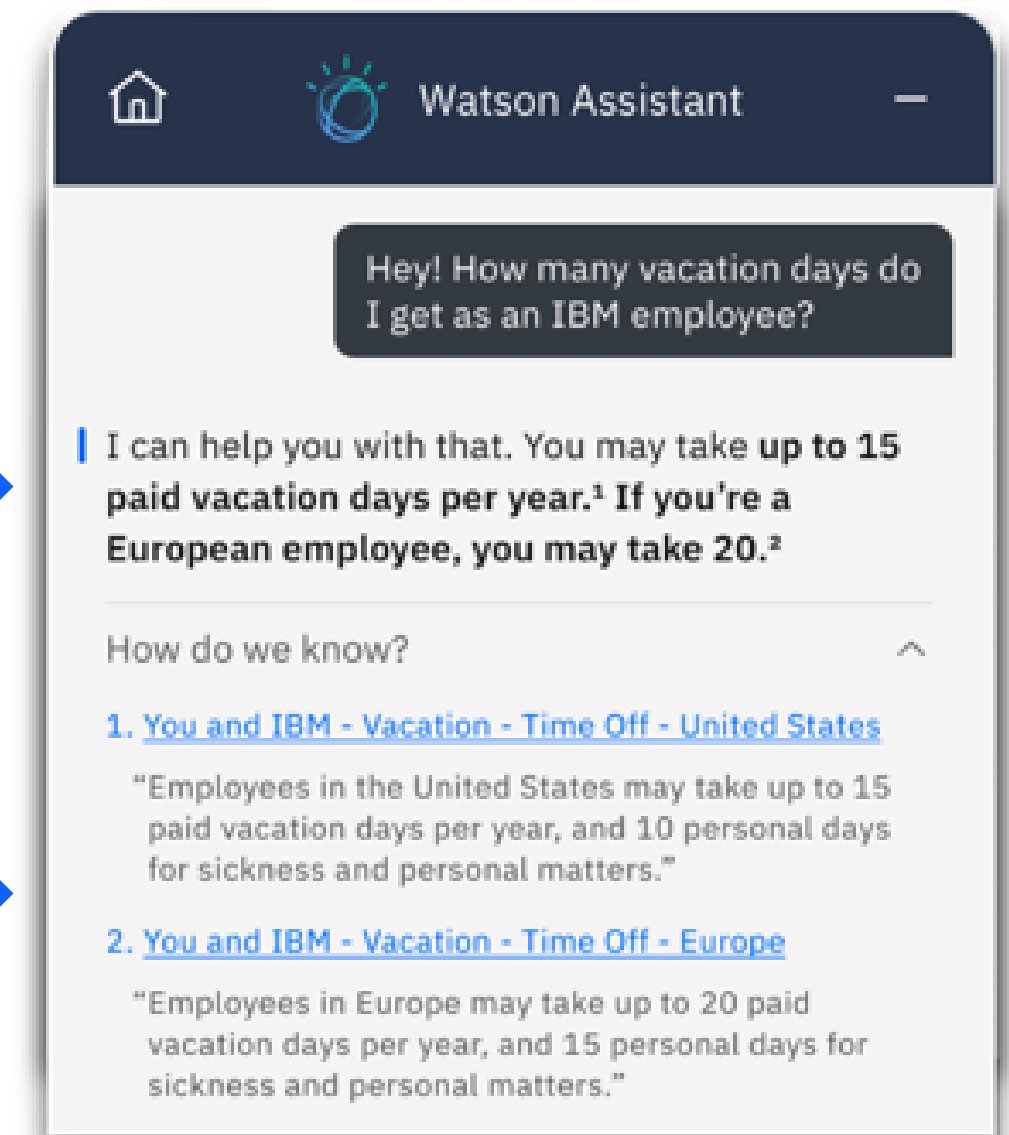 Watson Assistant
Hey! How many vacation days do
I get as an IBM employee?
I can help you with that. You may take up to 15
paid vacation days per year.¹ If you're a
European employee, you may take 20.²
How do we know?
1. You and IBM - Vacation - Time Off - United States
“Employees in the United States may take up to 15
paid vacation days per year, and 10 personal days
for sickness and personal matters.”
2. You and IBM - Vacation - Time Off - Europe
“Employees in Europe may take up to 20 paid
vacation days per year, and 15 personal days for
sickness and personal matters.”